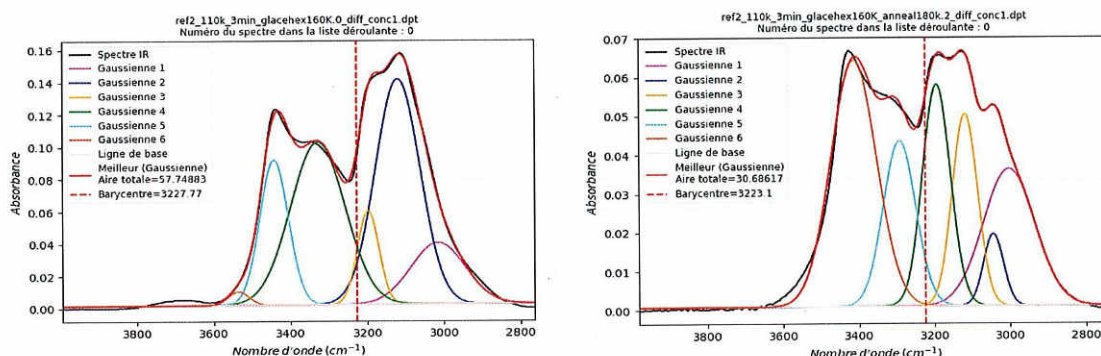 ref2_110k_3min_glacehex160K.0_diff_conc1.dpt
Numéro du spectre dans la liste déroulante : 0
0.16
0.14
0.12
0.10
0.08
0.06
0.04
0.02
0.00
Absorbance
Spectre IR
Gaussienne 1
Gaussienne 2
Gaussienne 3
Gaussienne 4
Gaussienne 5
Gaussienne 6
Ligne de base
Meilleur (Gaussienne)
Aire totale=57.74883
Barycentre=3227.77
3800 3600 3400 3200 3000 2800
Nombre d'onde (cm⁻¹)
ref2_110k_3min_glacehex160K_anneal180k.2_diff_conc1.dpt
Numéro du spectre dans la liste déroulante : 0
0.07
0.06
0.05
0.04
0.03
0.02
0.01
0.00
Absorbance
Spectre IR
Gaussienne 1
Gaussienne 2
Gaussienne 3
Gaussienne 4
Gaussienne 5
Gaussienne 6
Ligne de base
Meilleur (Gaussienne)
Aire totale=30.68617
Barycentre=3223.1
3800 3600 3400 3200 3000 2800
Nombre d'onde (cm⁻¹)